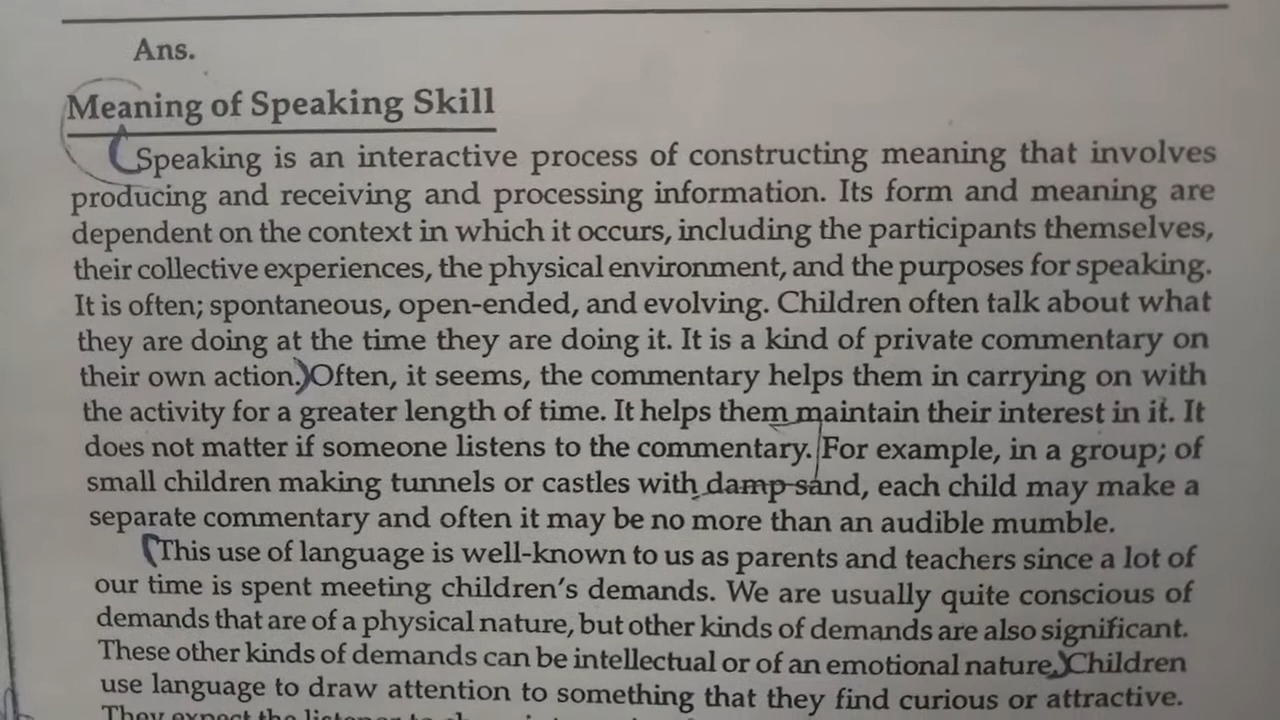 Ans.
Meaning of Speaking Skill
Speaking is an interactive process of constructing meaning that involves
producing and receiving and processing information. Its form and meaning are
dependent on the context in which it occurs, including the participants themselves,
their collective experiences, the physical environment, and the purposes for speaking.
It is often; spontaneous, open-ended, and evolving. Children often talk about what
they are doing at the time they are doing it. It is a kind of private commentary on
their own action. Often, it seems, the commentary helps them in carrying on with
the activity for a greater length of time. It helps them maintain their interest in it. It
does not matter if someone listens to the commentary. For example, in a group; of
small children making tunnels or castles with damp sand, each child may make a
separate commentary and often it may be no more than an audible mumble.
This use of language is well-known to us as parents and teachers since a lot of
our time is spent meeting children's demands. We are usually quite conscious of
demands that are of a physical nature, but other kinds of demands are also significant.
These other kinds of demands can be intellectual or of an emotional nature. Children
use language to draw attention to something that they find curious or attractive.
They expect the listener to